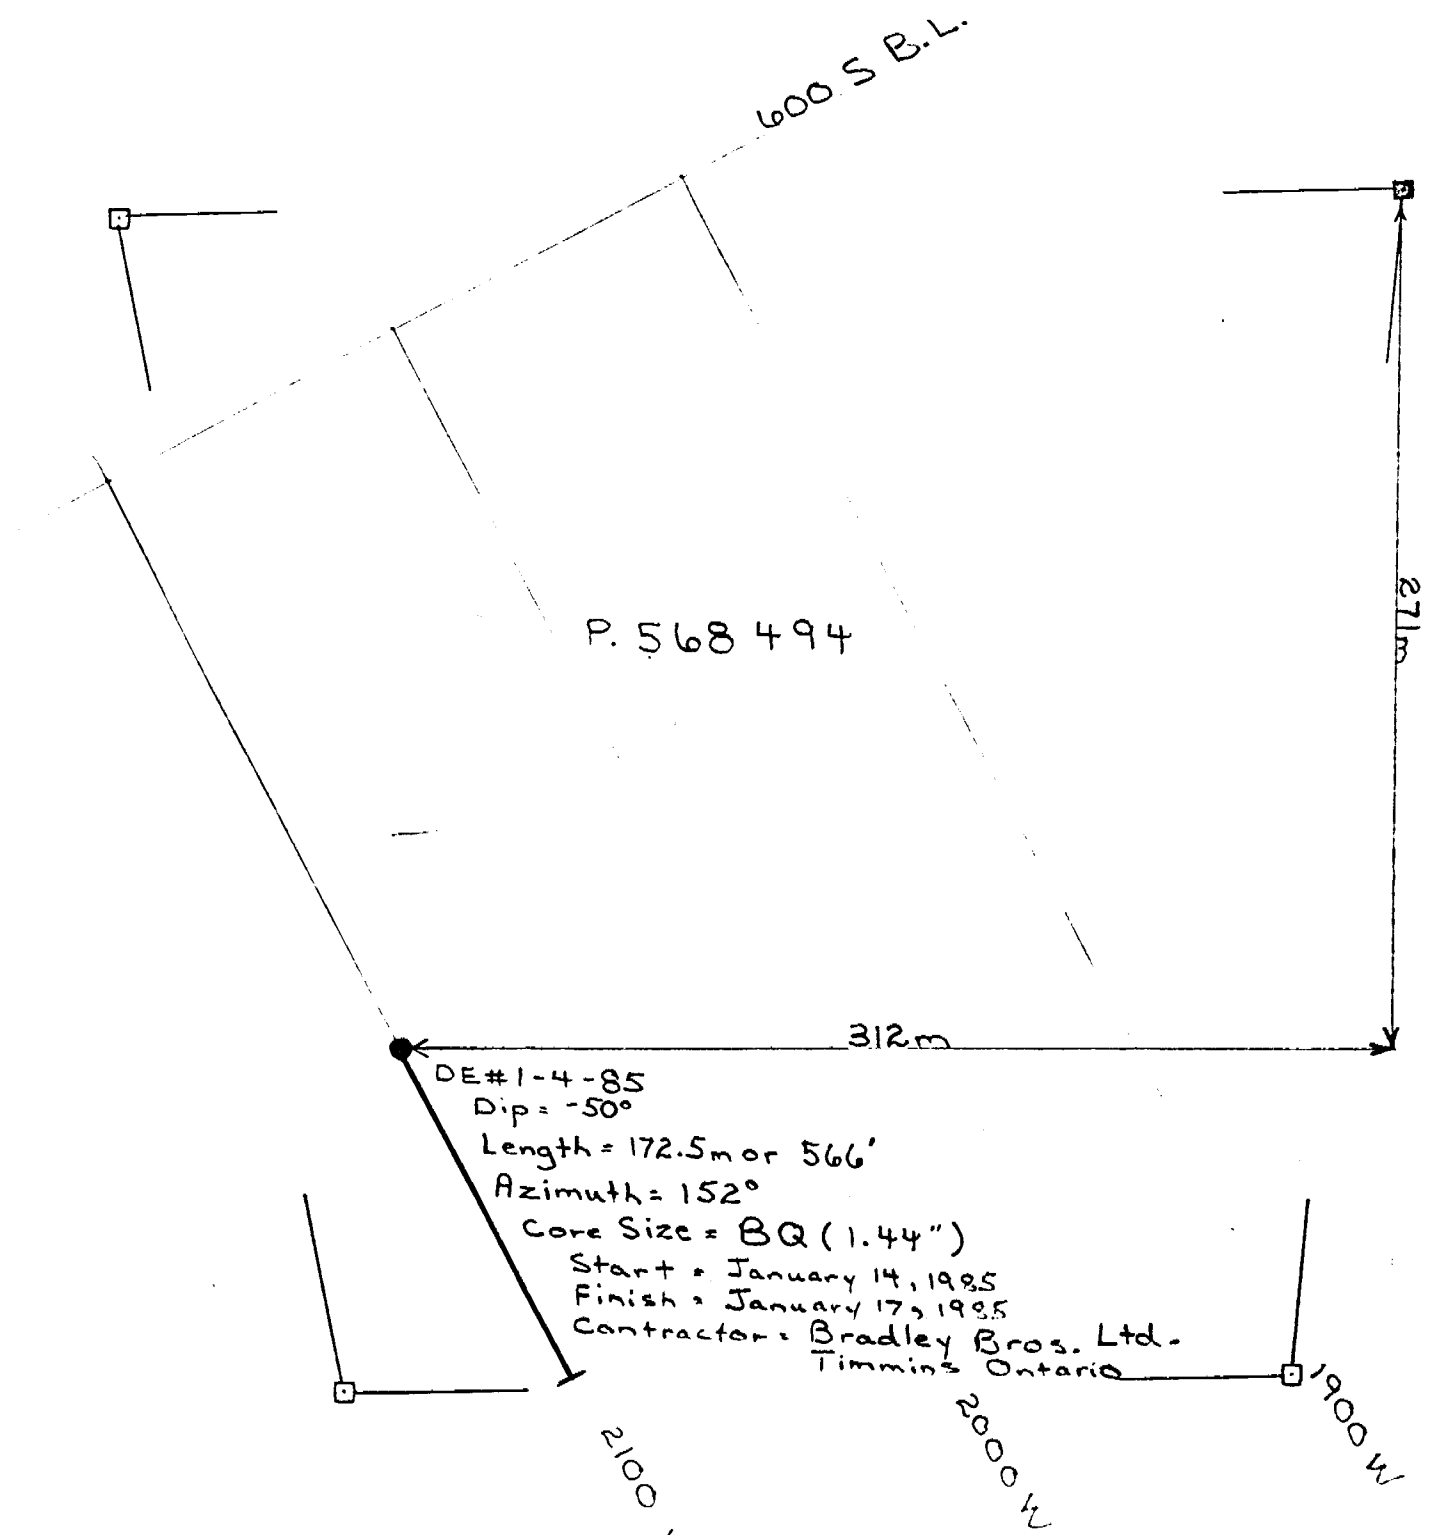 600 S B.L.
271m
P. 568494
312m
DE#1-4-85
Dip = -50°
Length = 172.5m or 566'
Azimuth = 152°
Core Size = BQ (1.44")
Start = January 14, 1985
Finish = January 17, 1985
Contractor = Bradley Bros. Ltd.
Timmins Ontario
2100
2000 W
1900 W